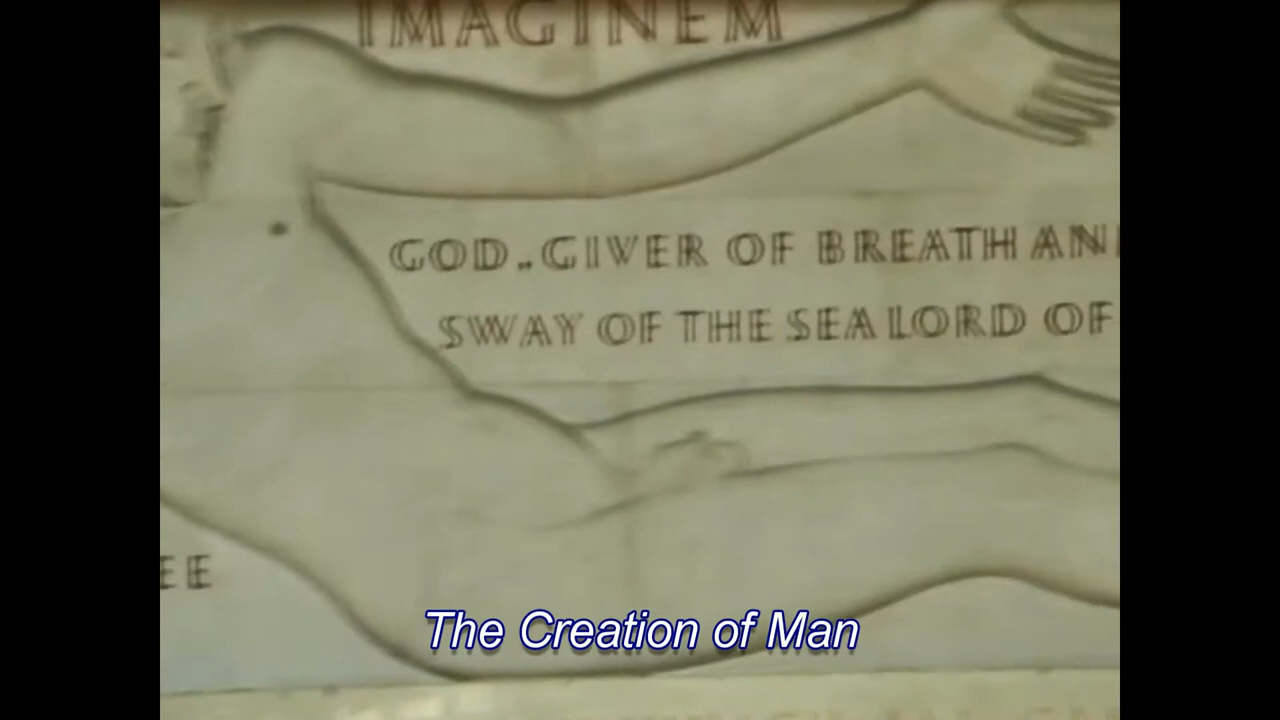 IMAGINEM
GOD..GIVER OF BREATH AN
SWAY OF THE SEA LORD OF
EE
The Creation of Man